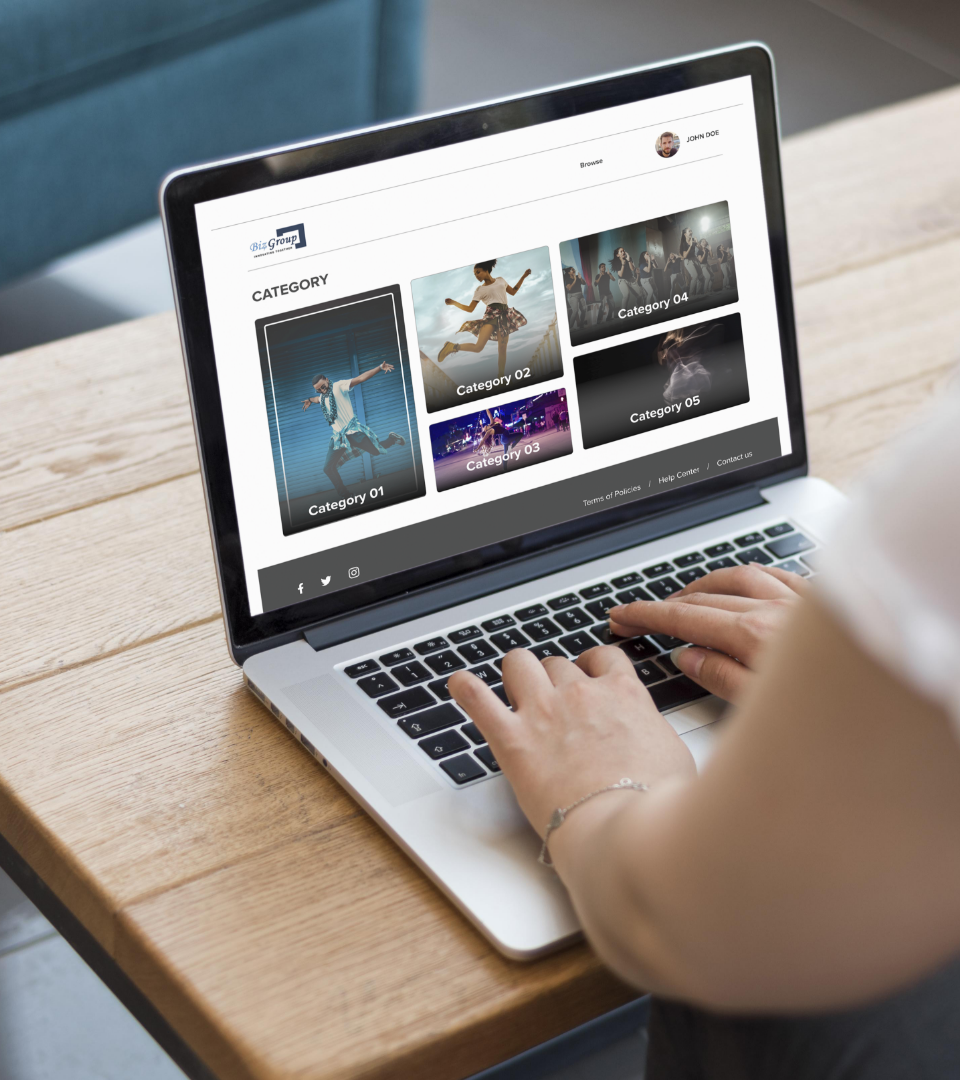 Browse
JOHN DOE
BizGroup
CATEGORY
Category 01
Category 02
Category 03
Category 04
Category 05
Terms of Policies / Help Center / Contact us
esc